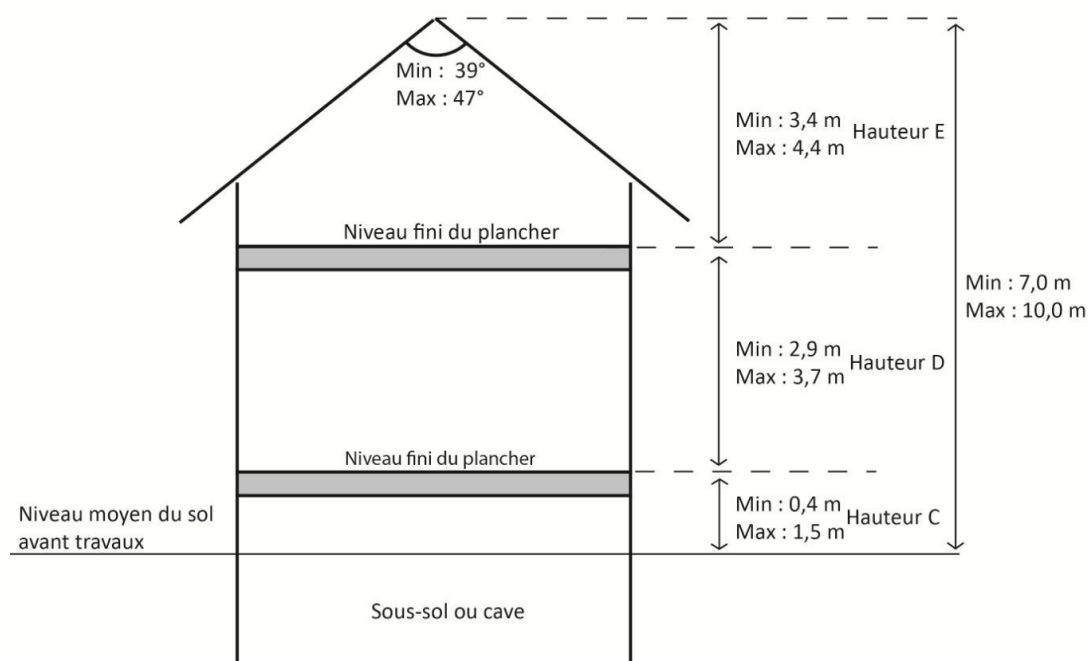 Min : 39°
Max : 47°
Min : 3,4 m
Max : 4,4 m
Hauteur E
Niveau fini du plancher
Min : 7,0 m
Max : 10,0 m
Min : 2,9 m
Max : 3,7 m
Hauteur D
Niveau fini du plancher
Min : 0,4 m
Max : 1,5 m
Hauteur C
Niveau moyen du sol
avant travaux
Sous-sol ou cave